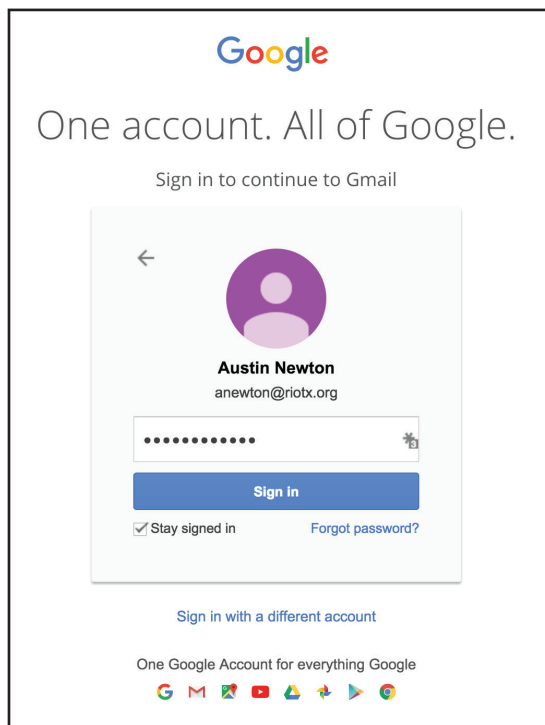 Google
One account. All of Google.
Sign in to continue to Gmail
Austin Newton
anewton@riotx.org
••••••••••••
Sign in
Stay signed in Forgot password?
Sign in with a different account
One Google Account for everything Google